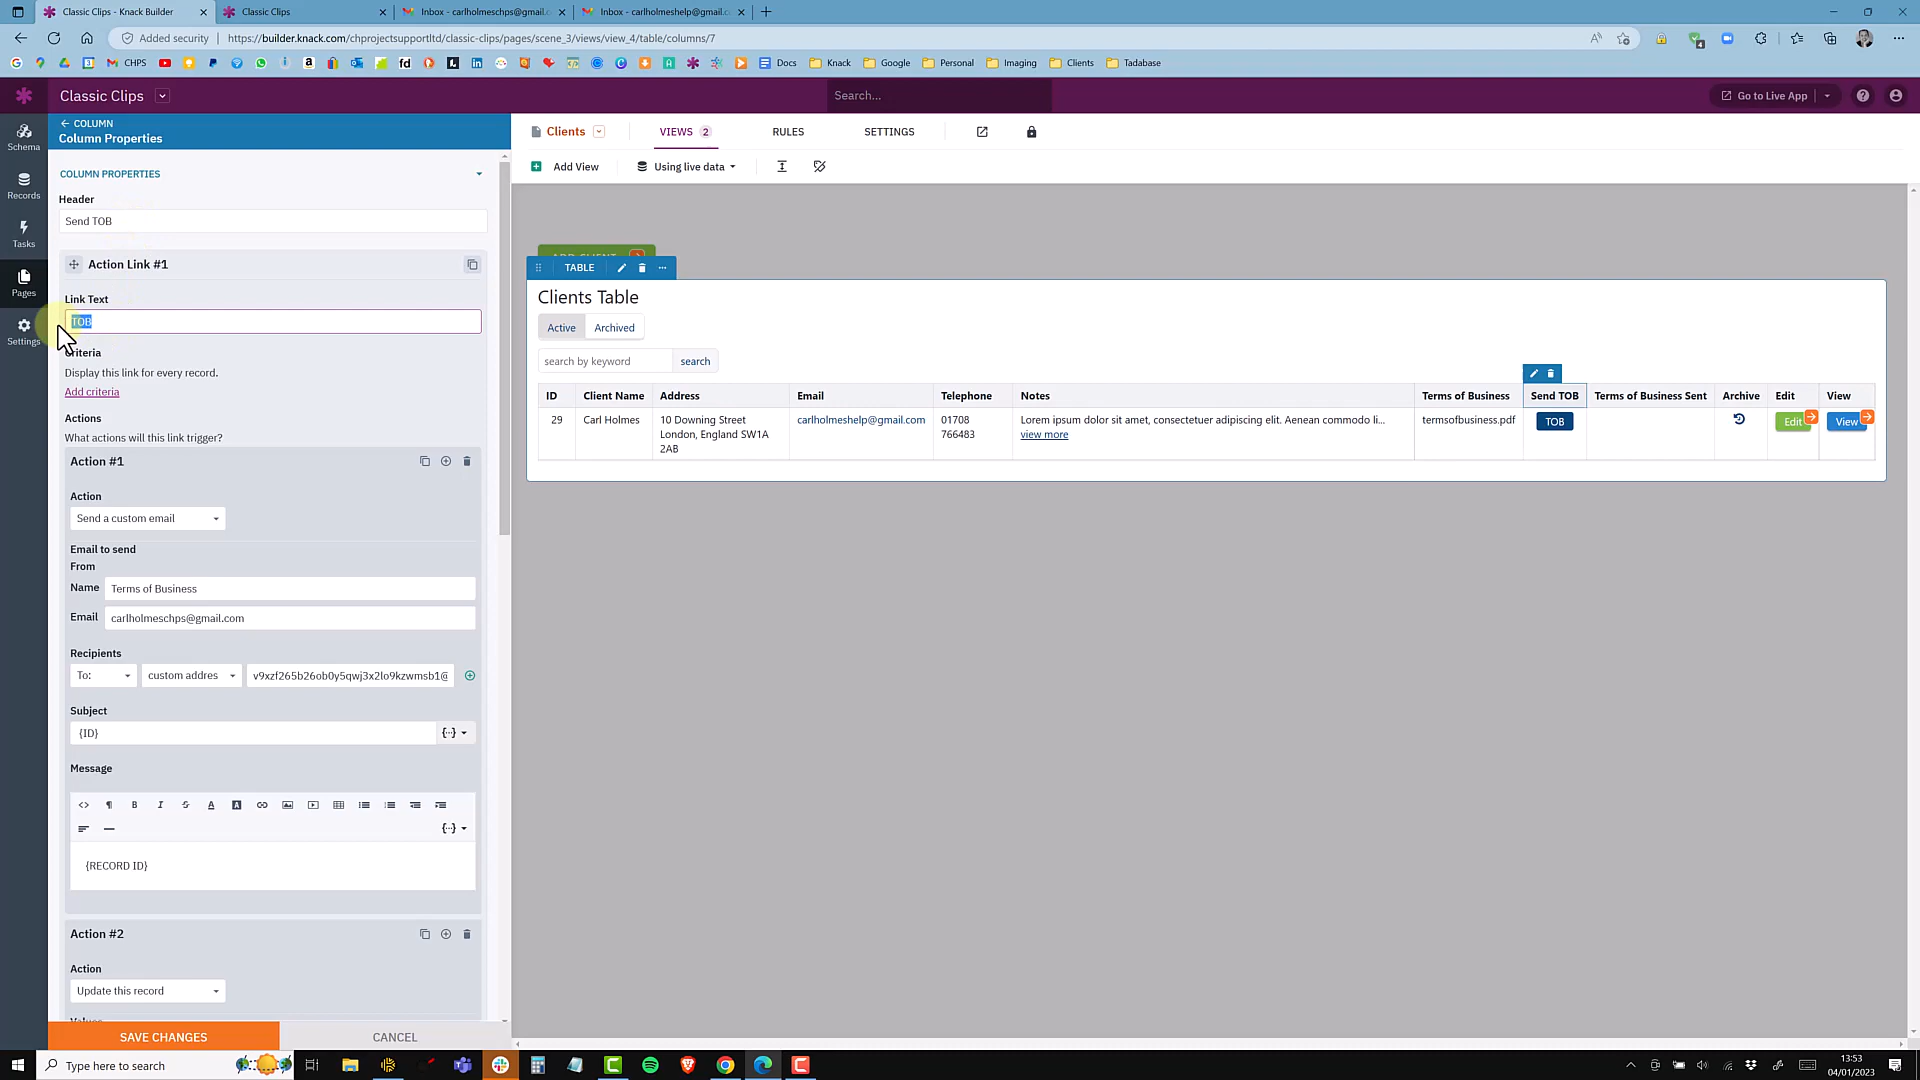 Classic Clips - Knack Builder
Classic Clips
Inbox - carlholmeschps@gmail.c
Inbox - carlholmeshelp@gmail.c
Added security
https://builder.knack.com/chprojectsupportltd/classic-clips/pages/scene_3/views/view_4/table/columns/7
CHPS
Docs
Knack
Google
Personal
Imaging
Clients
Tadabase
Classic Clips
Search...
Go to Live App
Schema
Records
Tasks
Pages
Settings
COLUMN
Column Properties
COLUMN PROPERTIES
Header
Send TOB
Action Link #1
Link Text
TOB
Criteria
Display this link for every record.
Add criteria
Actions
What actions will this link trigger?
Action #1
Action
Send a custom email
Email to send
From
Name
Terms of Business
Email
carlholmeschps@gmail.com
Recipients
To:
custom addres
v9xzf265b26ob0y5qwj3x2lo9kzwmsb1@
Subject
{ID}
Message
{RECORD ID}
Action #2
Action
Update this record
Values
SAVE CHANGES
CANCEL
Clients
VIEWS 2
RULES
SETTINGS
Add View
Using live data
ADD CLIENT
TABLE
Clients Table
Active
Archived
search by keyword
search
ID Client Name Address Email Telephone Notes Terms of Business Send TOB Terms of Business Sent Archive Edit View
29 Carl Holmes 10 Downing Street carlholmeshelp@gmail.com 01708 Lorem ipsum dolor sit amet, consectetuer adipiscing elit. Aenean commodo li... termsofbusiness.pdf TOB Edit View
London, England SW1A 766483 view more
2AB
Type here to search
13:53
04/01/2023